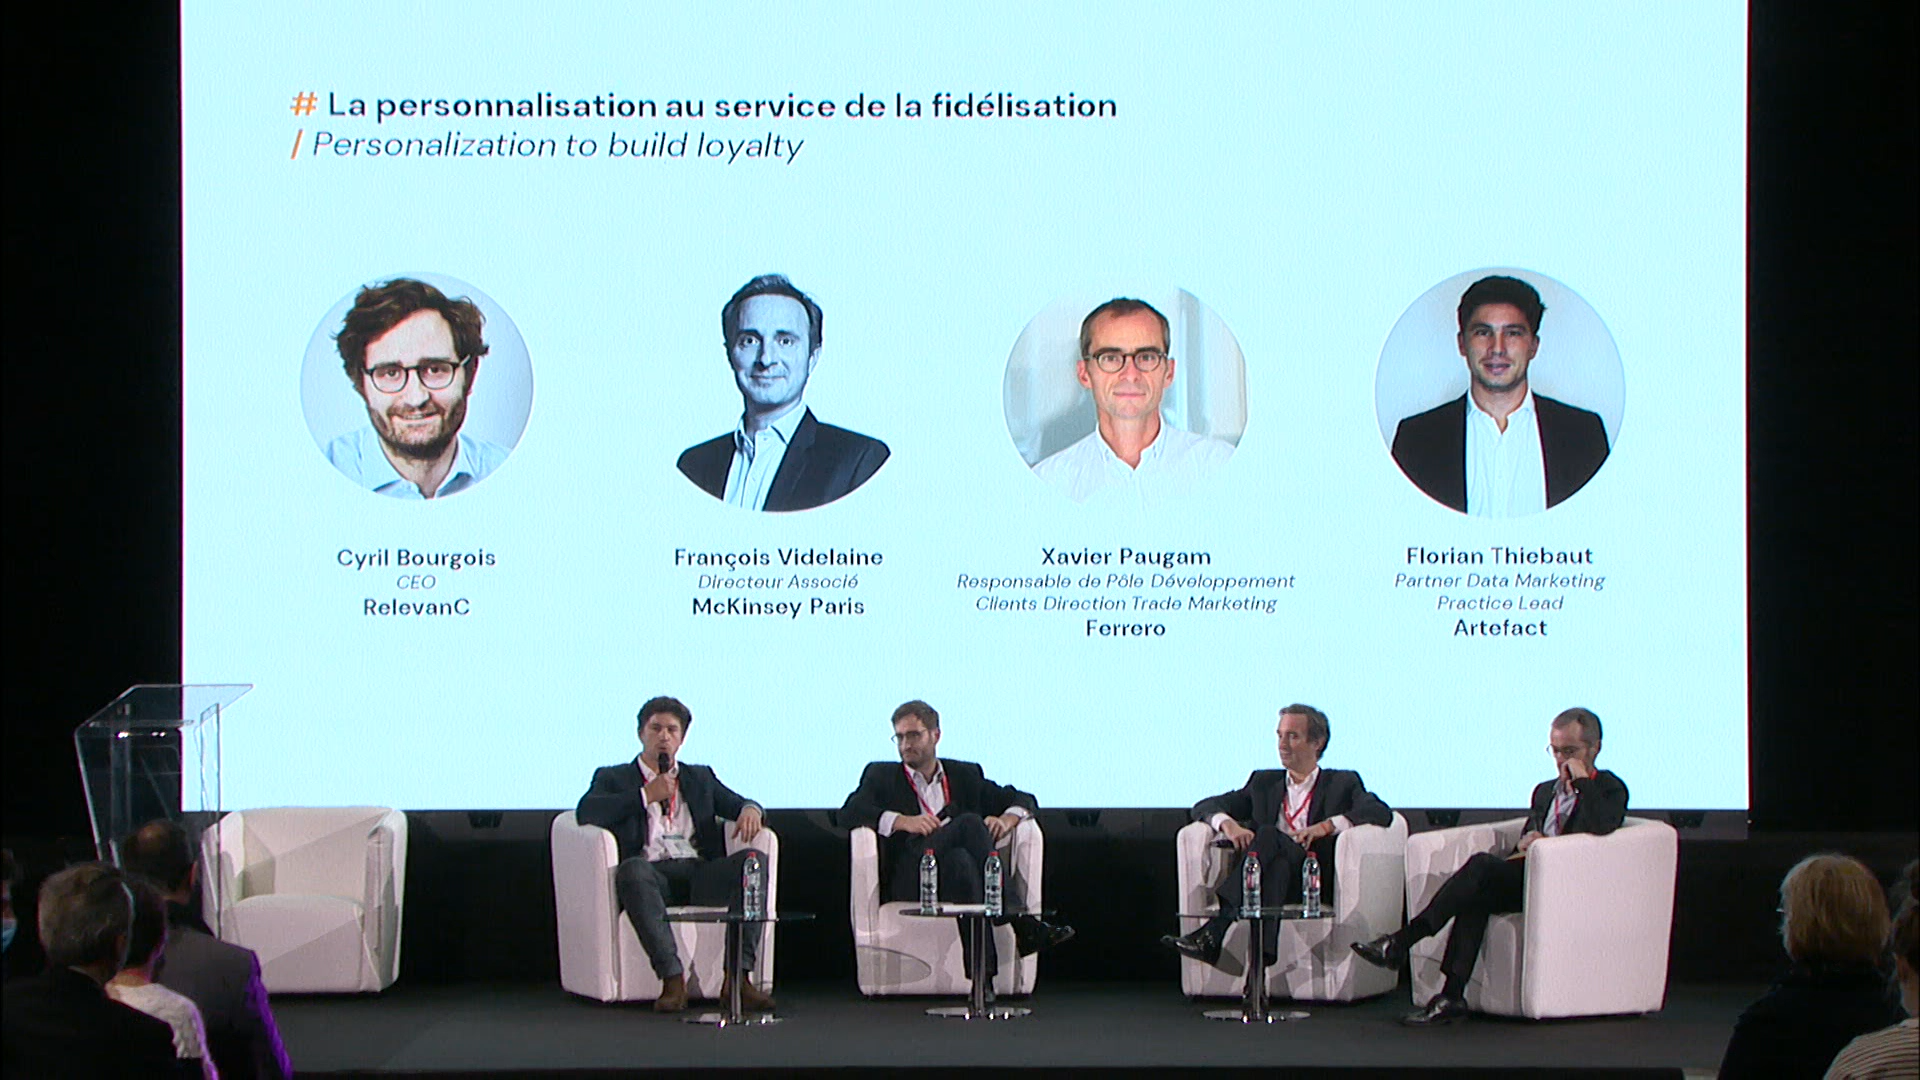 # La personnalisation au service de la fidélisation
/ Personalization to build loyalty
Cyril Bourgois
CEO
RelevanC
François Videlaine
Directeur Associé
McKinsey Paris
Xavier Paugam
Responsable de Pôle Développement
Clients Direction Trade Marketing
Ferrero
Florian Thiebaut
Partner Data Marketing
Practice Lead
Artefact